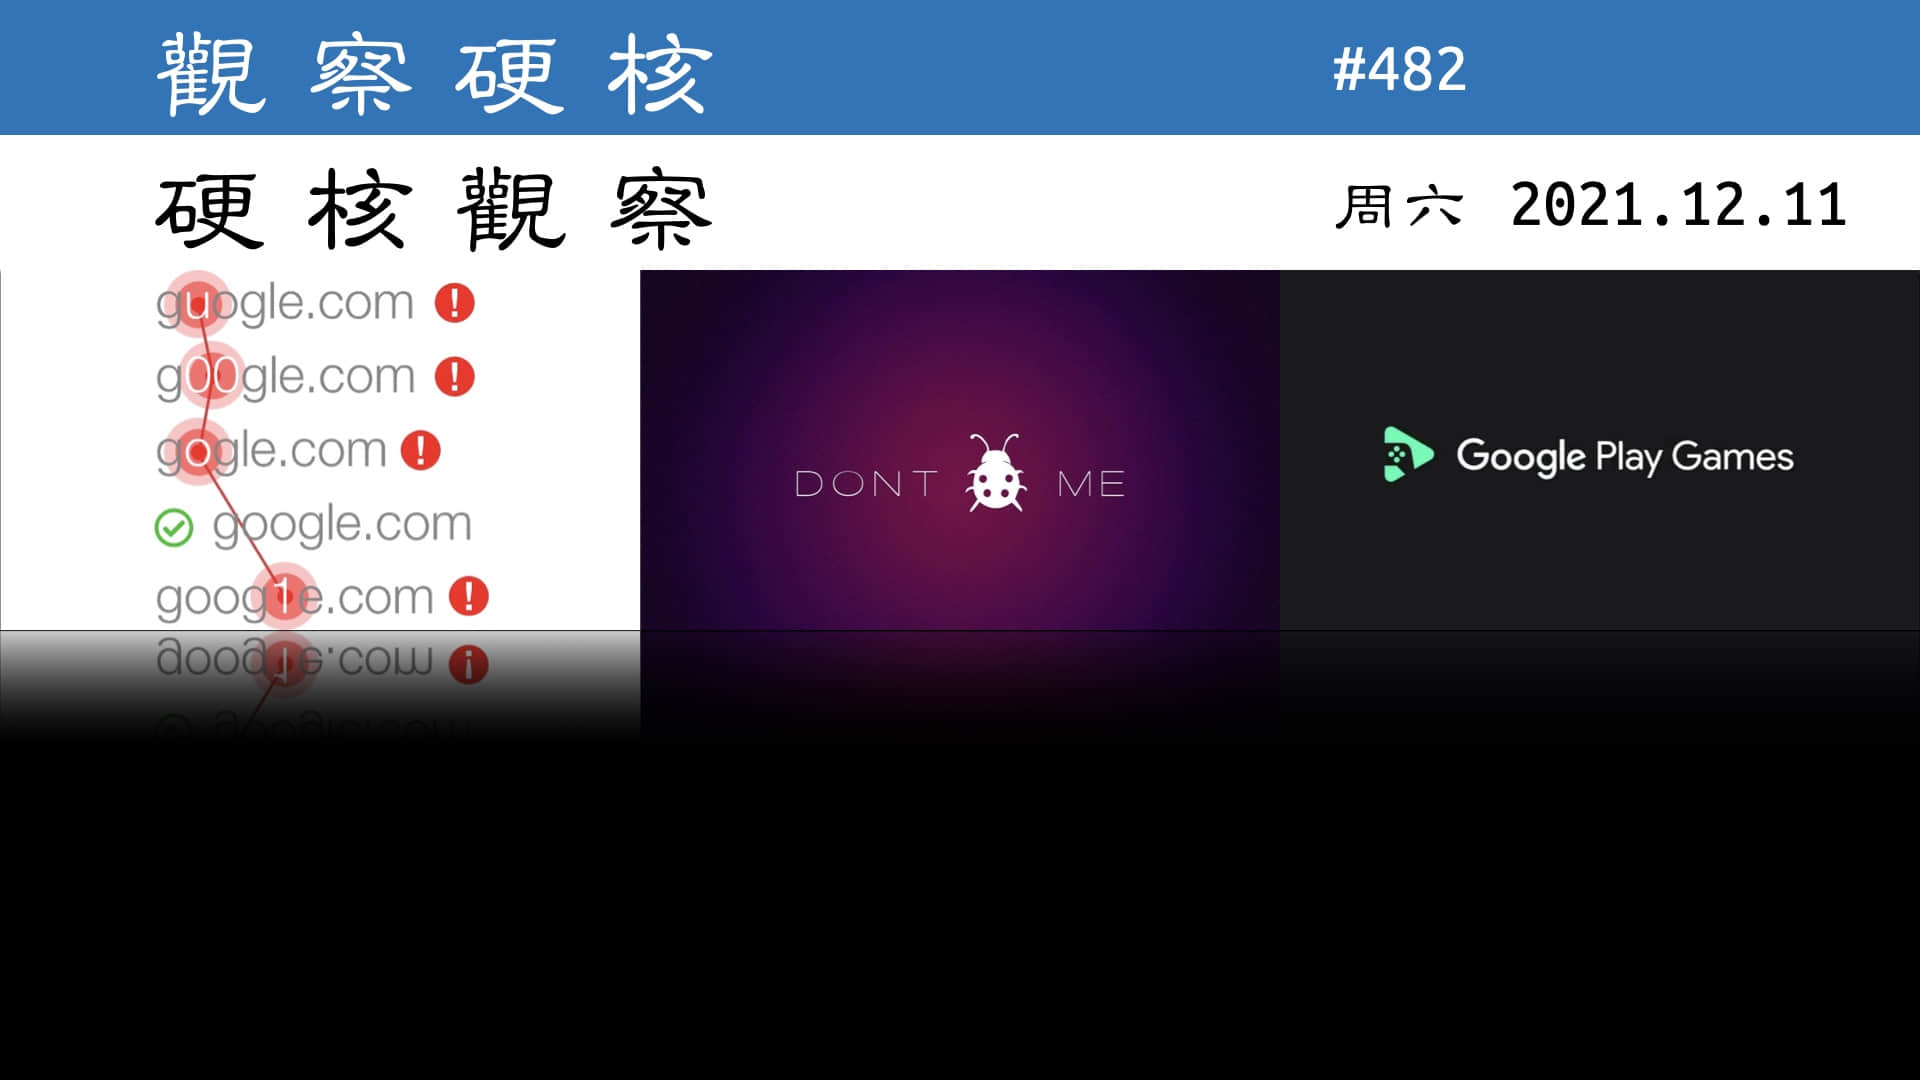 觀察硬核 #482
硬核觀察 周六 2021.12.11
guogle.com !
g00gle.com !
gogle.com !
google.com
goog1e.com !
DONT ME
Google Play Games